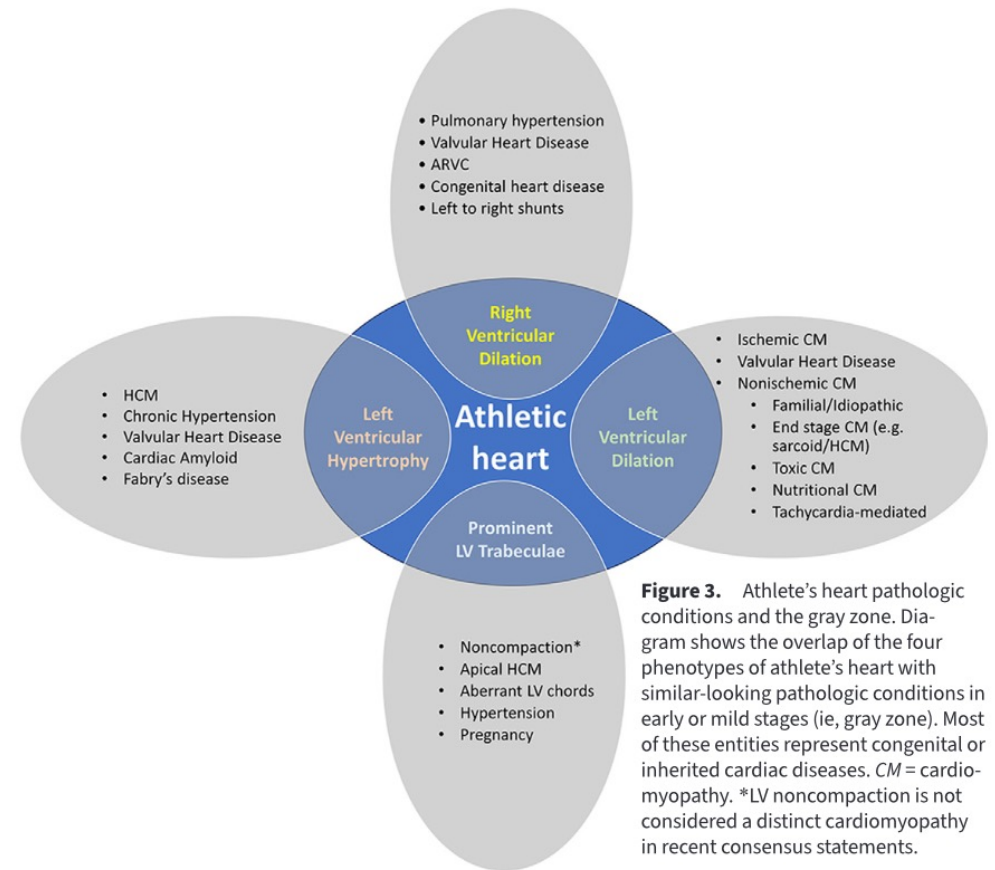 • Pulmonary hypertension
• Valvular Heart Disease
• ARVC
• Congenital heart disease
• Left to right shunts
Right
Ventricular
Dilation
• HCM
• Chronic Hypertension
• Valvular Heart Disease
• Cardiac Amyloid
• Fabry's disease
Left
Ventricular
Hypertrophy
Athletic
heart
Left
Ventricular
Dilation
• Ischemic CM
• Valvular Heart Disease
• Nonischemic CM
• Familial/Idiopathic
• End stage CM (e.g.
sarcoid/HCM)
• Toxic CM
• Nutritional CM
• Tachycardia-mediated
Prominent
LV Trabeculae
• Noncompaction*
• Apical HCM
• Aberrant LV chords
• Hypertension
• Pregnancy
Figure 3. Athlete's heart pathologic
conditions and the gray zone. Dia-
gram shows the overlap of the four
phenotypes of athlete's heart with
similar-looking pathologic conditions in
early or mild stages (ie, gray zone). Most
of these entities represent congenital or
inherited cardiac diseases. CM = cardio-
myopathy. *LV noncompaction is not
considered a distinct cardiomyopathy
in recent consensus statements.